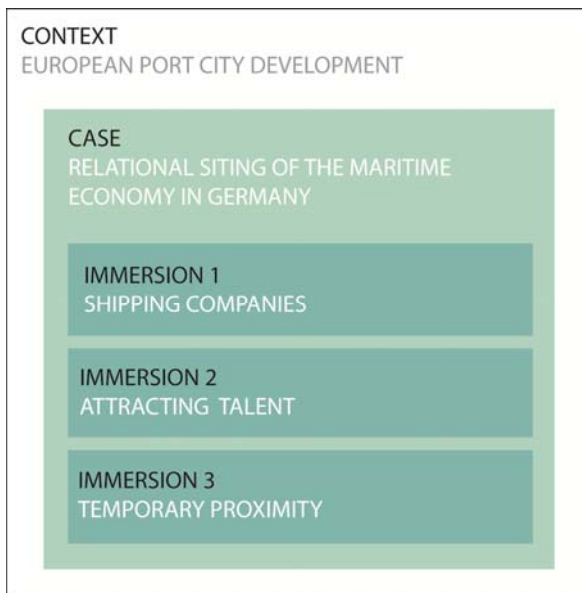 CONTEXT
EUROPEAN PORT CITY DEVELOPMENT
CASE
RELATIONAL SITING OF THE MARITIME
ECONOMY IN GERMANY
IMMERSION 1
SHIPPING COMPANIES
IMMERSION 2
ATTRACTING TALENT
IMMERSION 3
TEMPORARY PROXIMITY